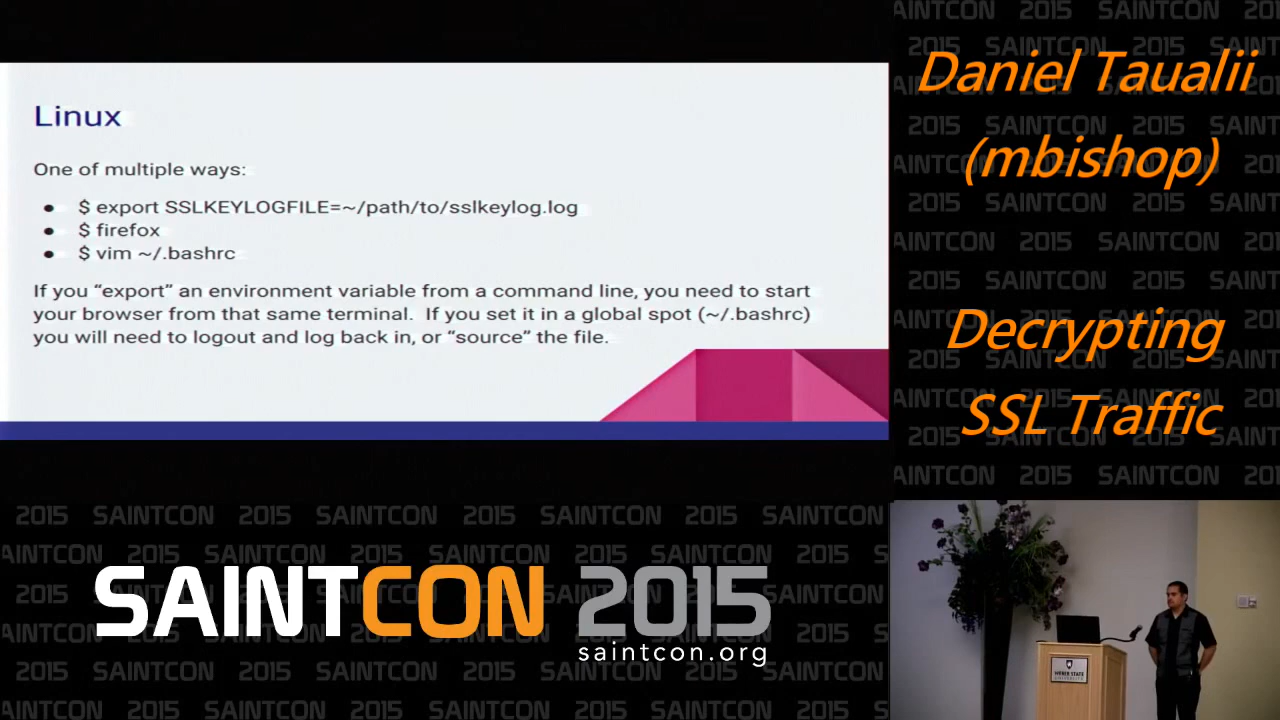 Linux
One of multiple ways:
● $ export SSLKEYLOGFILE=~/path/to/sslkeylog.log
● $ firefox
● $ vim ~/.bashrc
If you “export” an environment variable from a command line, you need to start
your browser from that same terminal.  If you set it in a global spot (~/.bashrc)
you will need to logout and log back in, or “source” the file.
Daniel Taualii
(mbishop)
Decrypting
SSL Traffic
SAINTCON 2015
saintcon.org
WEBER STATE
UNIVERSITY